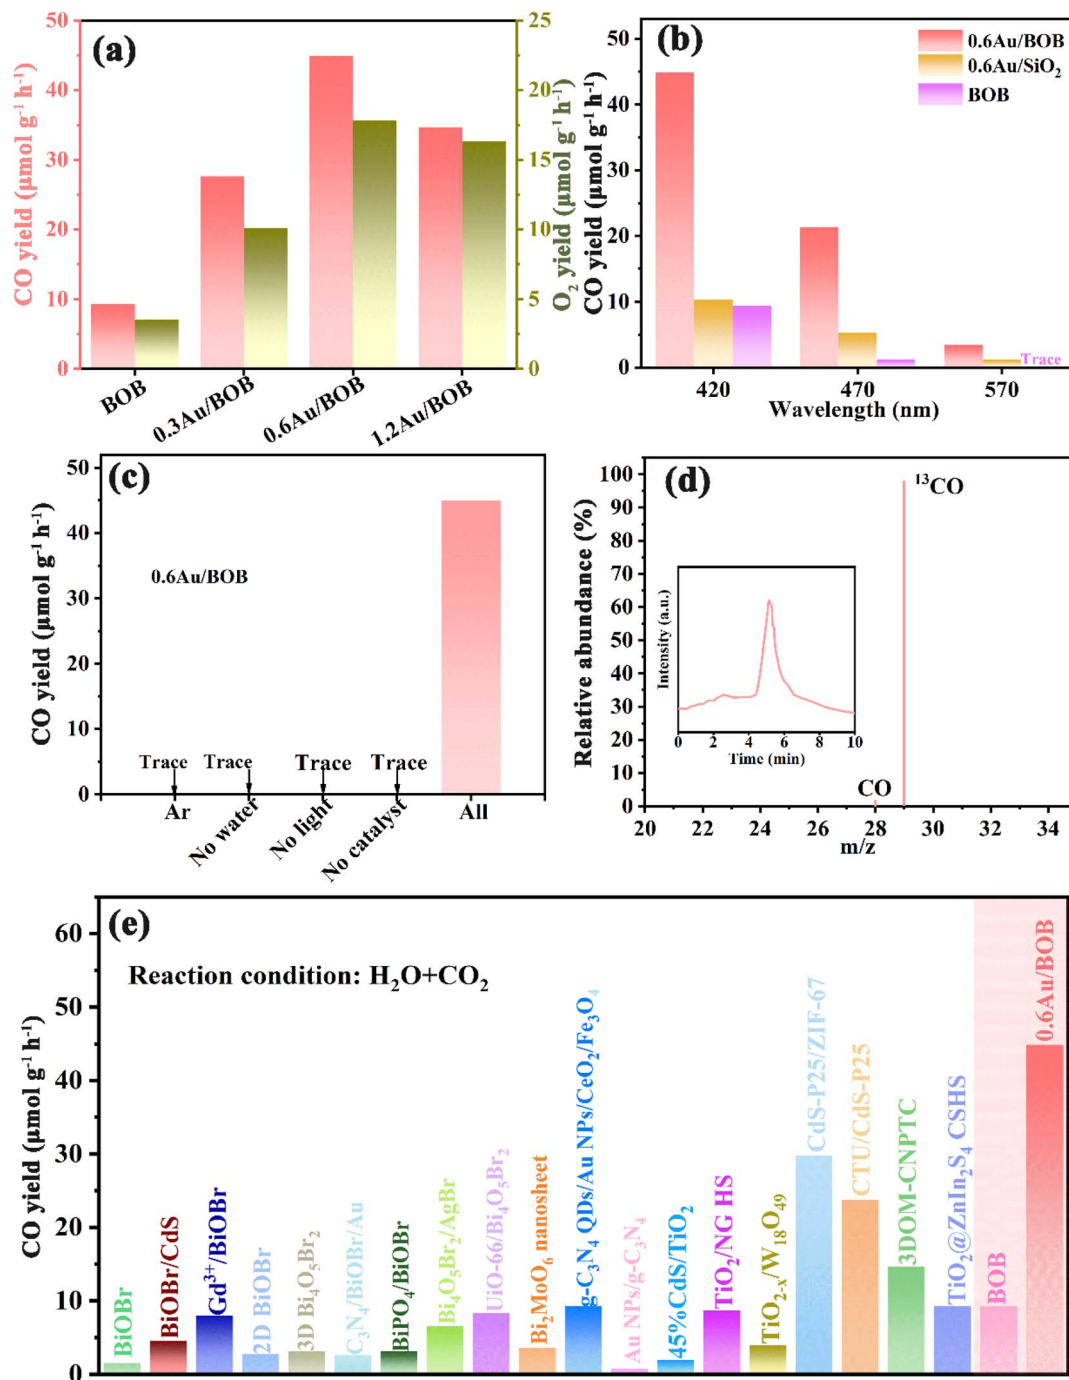 (a)
CO yield (μmol g⁻¹ h⁻¹)
50
45
40
30
20
10
0
25
20
15
10
5
0
O₂ yield (μmol g⁻¹ h⁻¹)
BOB
0.3Au/BOB
0.6Au/BOB
1.2Au/BOB
(b)
CO yield (μmol g⁻¹ h⁻¹)
50
40
30
20
10
0
0.6Au/BOB
0.6Au/SiO₂
BOB
Trace
420
470
570
Wavelength (nm)
(c)
CO yield (μmol g⁻¹ h⁻¹)
50
40
30
20
10
0
0.6Au/BOB
Trace
Trace
Trace
Trace
Ar
No water
No light
No catalyst
All
(d)
Relative abundance (%)
100
90
80
70
60
50
40
30
20
10
0
¹³CO
CO
Intensity (a.u.)
0 2 4 6 8 10
Time (min)
20 22 24 26 28 30 32 34
m/z
(e)
Reaction condition: H₂O+CO₂
CO yield (μmol g⁻¹ h⁻¹)
60
50
40
30
20
10
0
BiOBr
BiOBr/CdS
Gd³⁺/BiOBr
2D BiOBr
3D Bi₄O₅Br₂
C₃N₄/BiOBr/Au
BiPO₄/BiOBr
Bi₄O₅Br₂/AgBr
UiO-66/Bi₄O₅Br₂
Bi₂MoO₆ nanosheet
g-C₃N₄ QDs/Au NPs/CeO₂/Fe₃O₄
Au NPs/g-C₃N₄
45%CdS/TiO₂
TiO₂/NG HS
TiO₂₋ₓ/W₁₈O₄₉
CdS-P25/ZIF-67
CTU/CdS-P25
3DOM-CNPTC
TiO₂@ZnIn₂S₄ CSHS
BOB
0.6Au/BOB